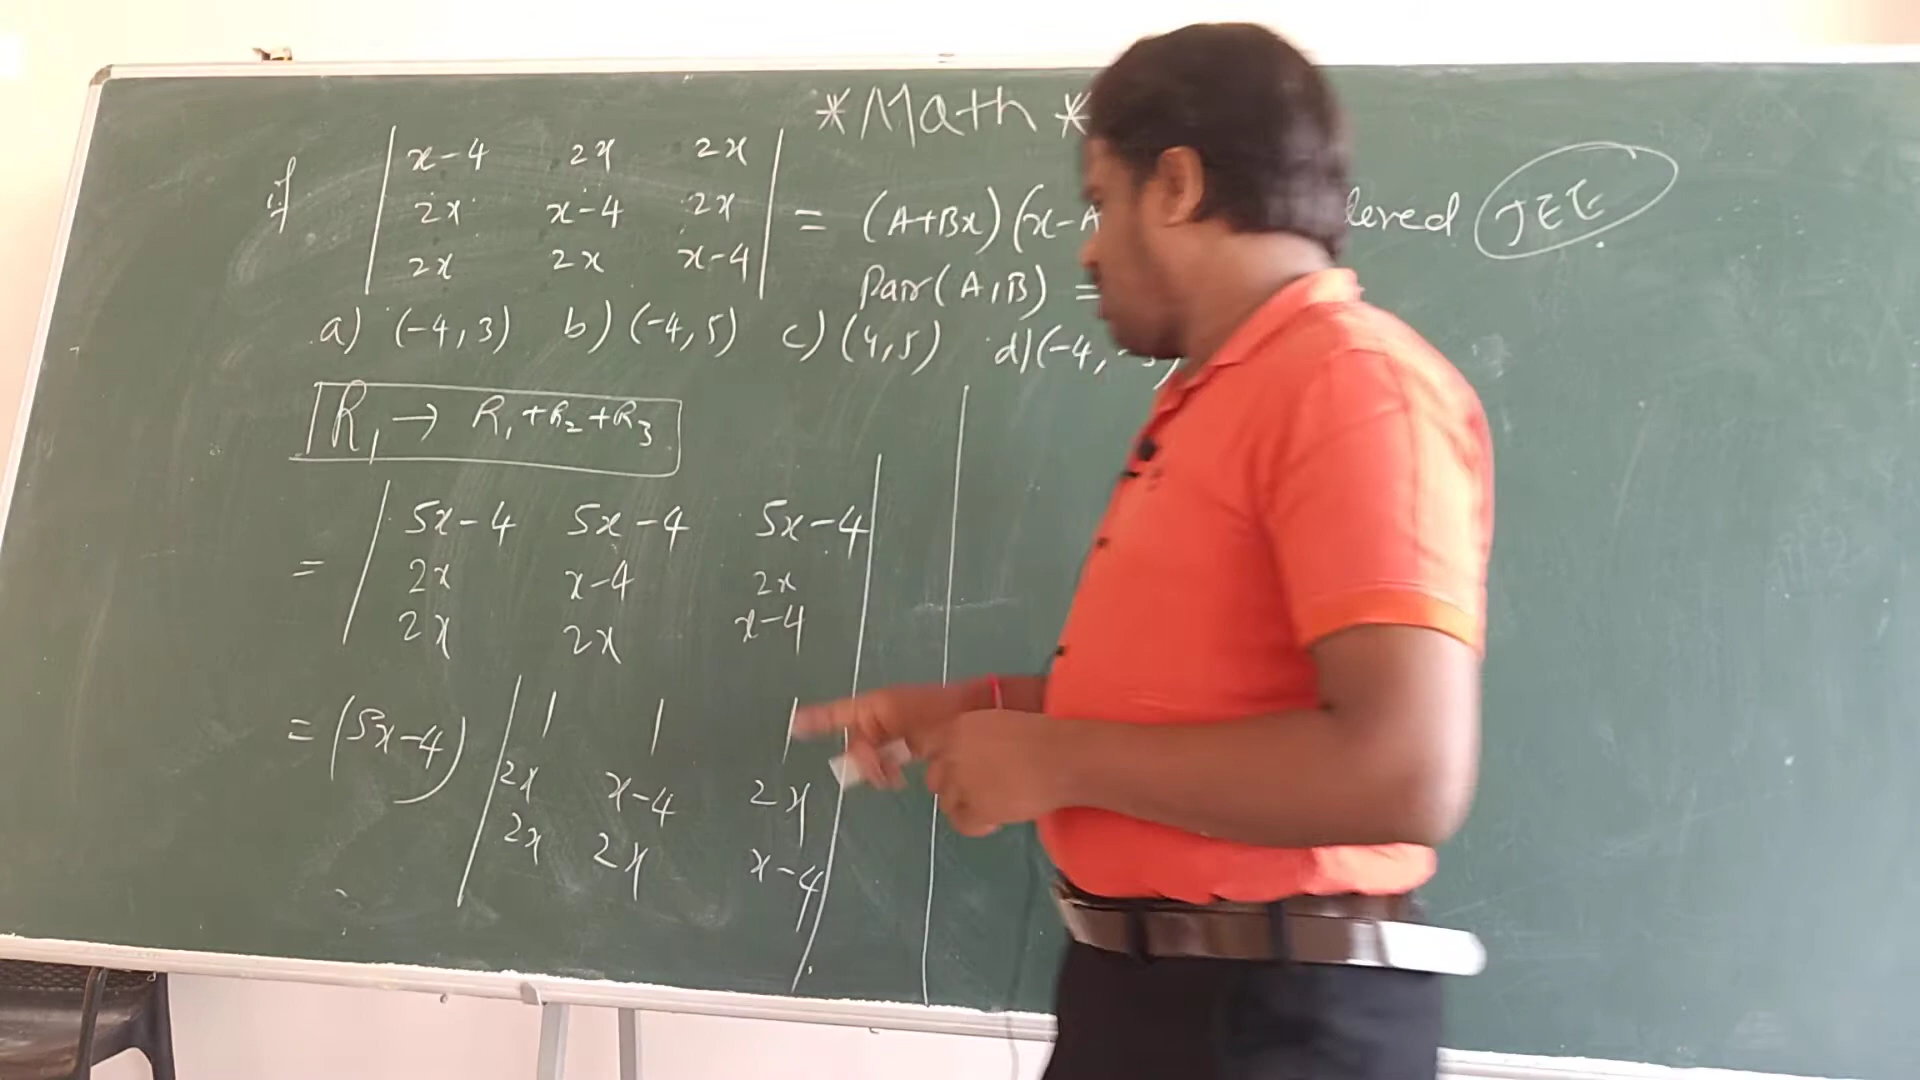 *Math*
if | x-4 2x 2x |
| 2x x-4 2x | = (A+Bx)(x-A dered JEE
| 2x 2x x-4 | Pair (A,B) =
a) (-4,3) b) (-4,5) c) (4,5) d) (-4,-5)
R₁ → R₁+R₂+R₃
| 5x-4 5x-4 5x-4 |
= | 2x x-4 2x |
| 2x 2x x-4 |
= (5x-4) | 1 1 1 |
| 2x x-4 2x |
| 2x 2x x-4 |